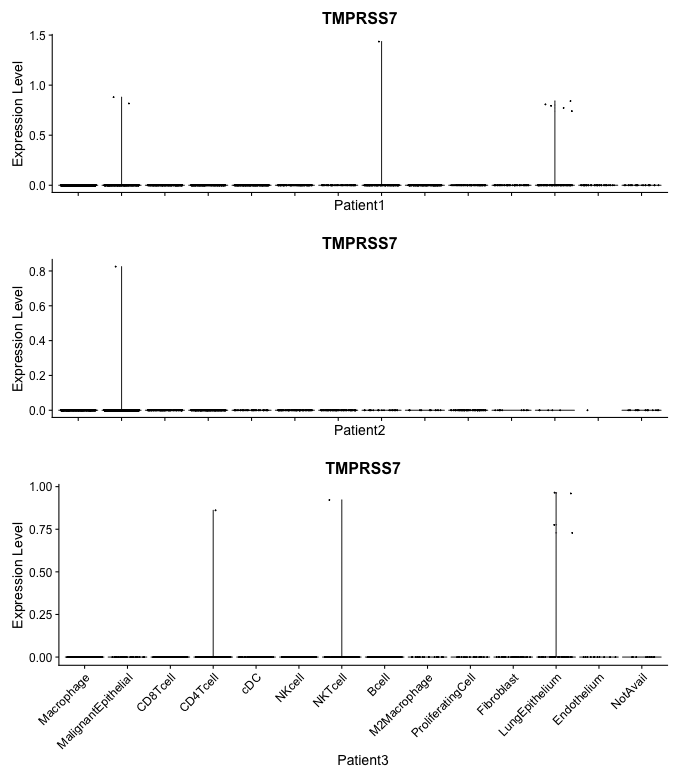 TMPRSS7
Expression Level
1.5
1.0
0.5
0.0
Patient1
TMPRSS7
Expression Level
0.8
0.6
0.4
0.2
0.0
Patient2
TMPRSS7
Expression Level
1.00
0.75
0.50
0.25
0.00
Macrophage
MalignantEpithelial
CD8Tcell
CD4Tcell
cDC
NKcell
NKTcell
Bcell
M2Macrophage
ProliferatingCell
Fibroblast
LungEpithelium
Endothelium
NotAvail
Patient3